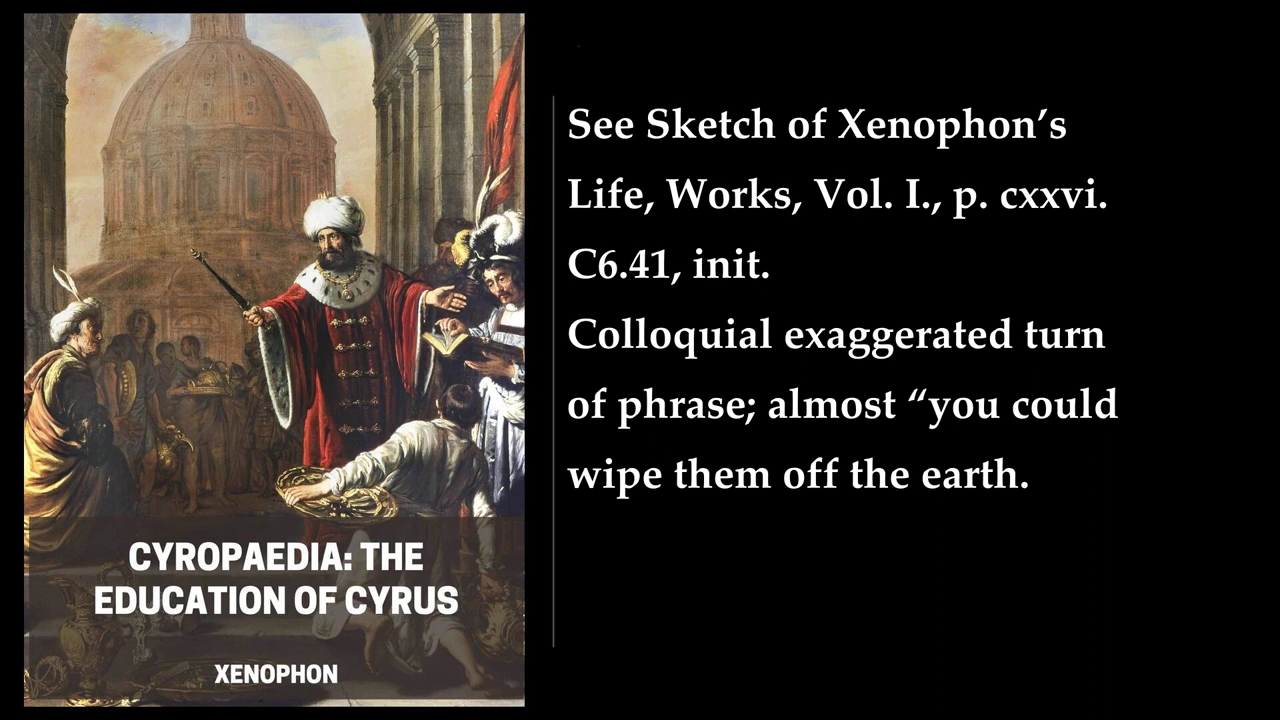 See Sketch of Xenophon’s
Life, Works, Vol. I., p. cxxvi.
C6.41, init.
Colloquial exaggerated turn
of phrase; almost “you could
wipe them off the earth.
CYROPAEDIA: THE
EDUCATION OF CYRUS
XENOPHON